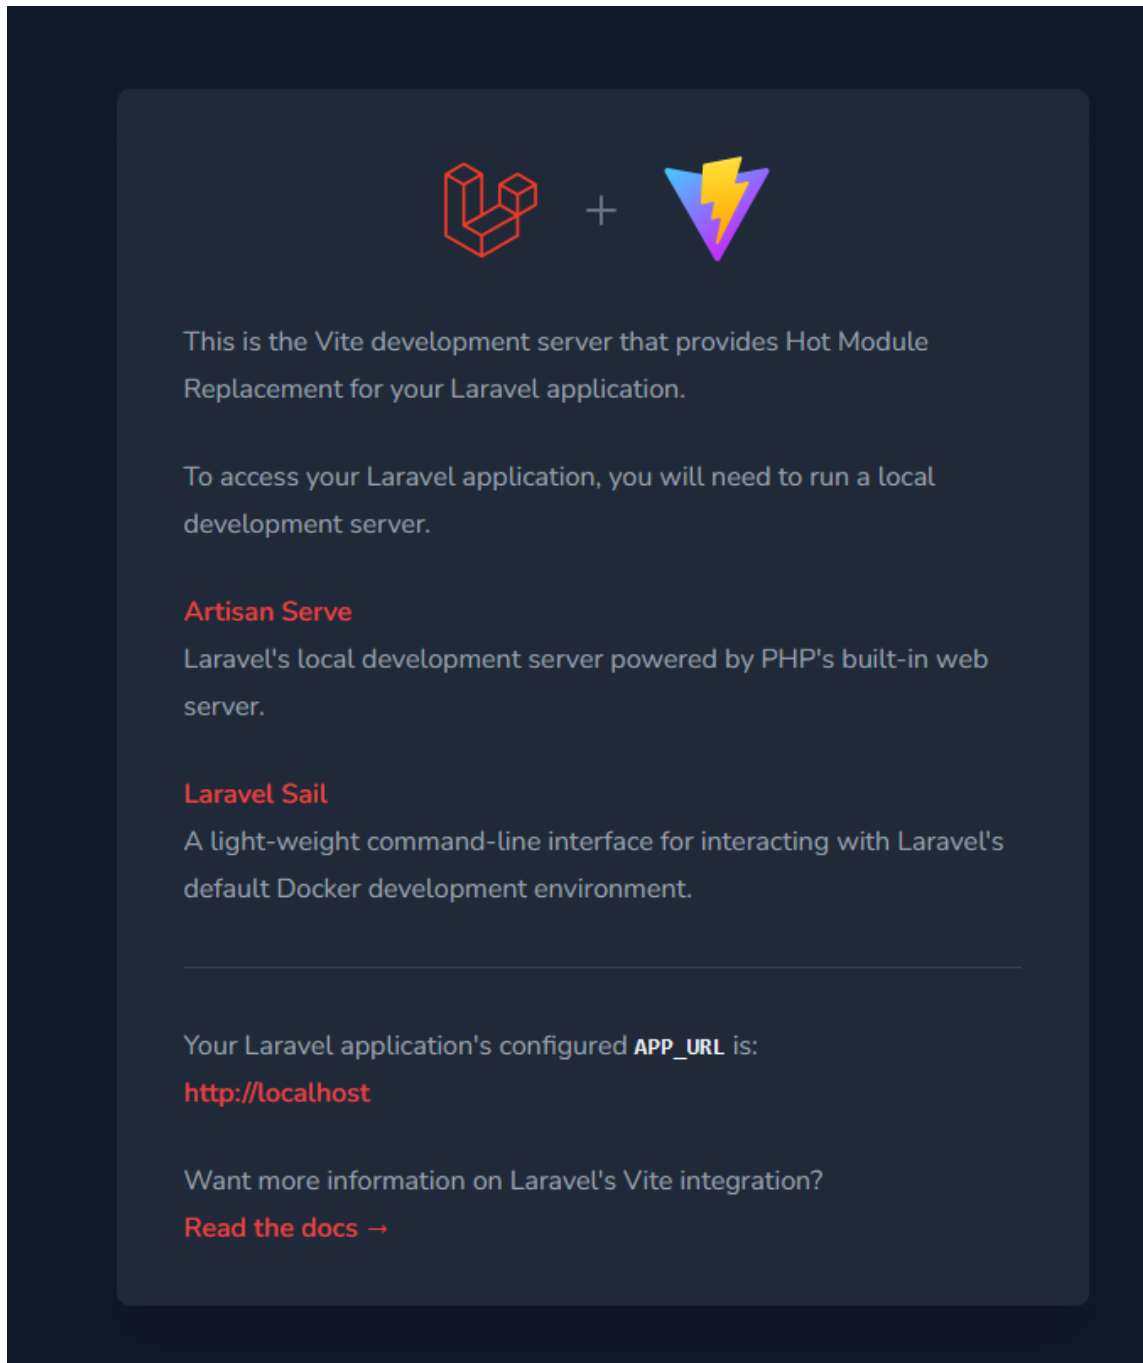 This is the Vite development server that provides Hot Module
Replacement for your Laravel application.
To access your Laravel application, you will need to run a local
development server.
Artisan Serve
Laravel's local development server powered by PHP's built-in web
server.
Laravel Sail
A light-weight command-line interface for interacting with Laravel's
default Docker development environment.
Your Laravel application's configured APP_URL is:
http://localhost
Want more information on Laravel's Vite integration?
Read the docs →